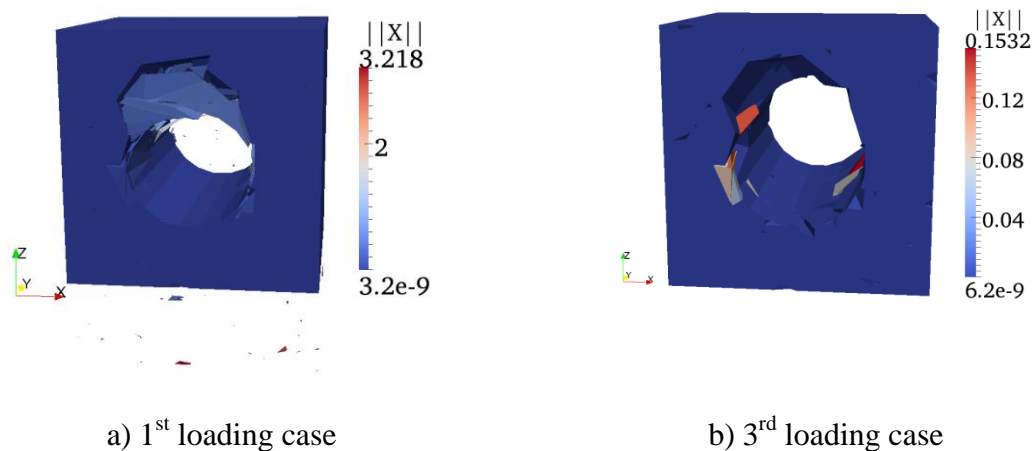 ||X||
3.218
2
3.2e-9
Z
Y
X
||X||
0.1532
0.12
0.08
0.04
6.2e-9
Z
Y
X
a) 1st loading case
b) 3rd loading case